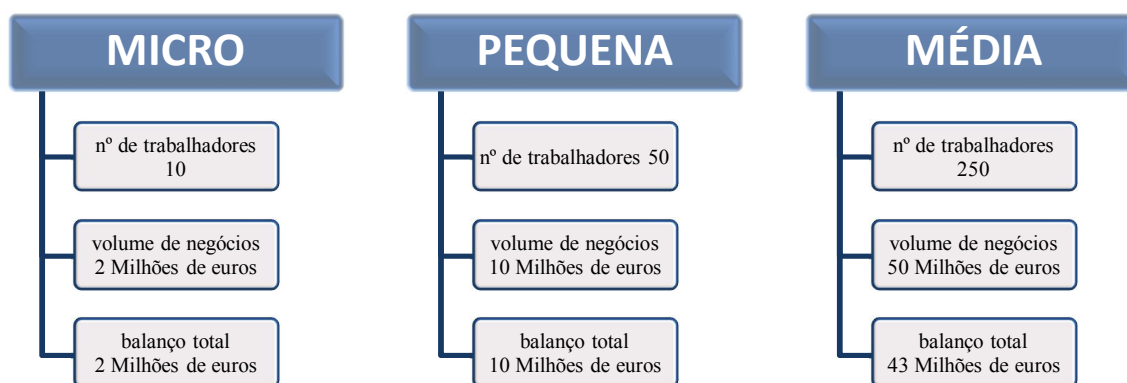 MICRO
nº de trabalhadores
10
volume de negócios
2 Milhões de euros
balanço total
2 Milhões de euros
PEQUENA
nº de trabalhadores 50
volume de negócios
10 Milhões de euros
balanço total
10 Milhões de euros
MÉDIA
nº de trabalhadores
250
volume de negócios
50 Milhões de euros
balanço total
43 Milhões de euros